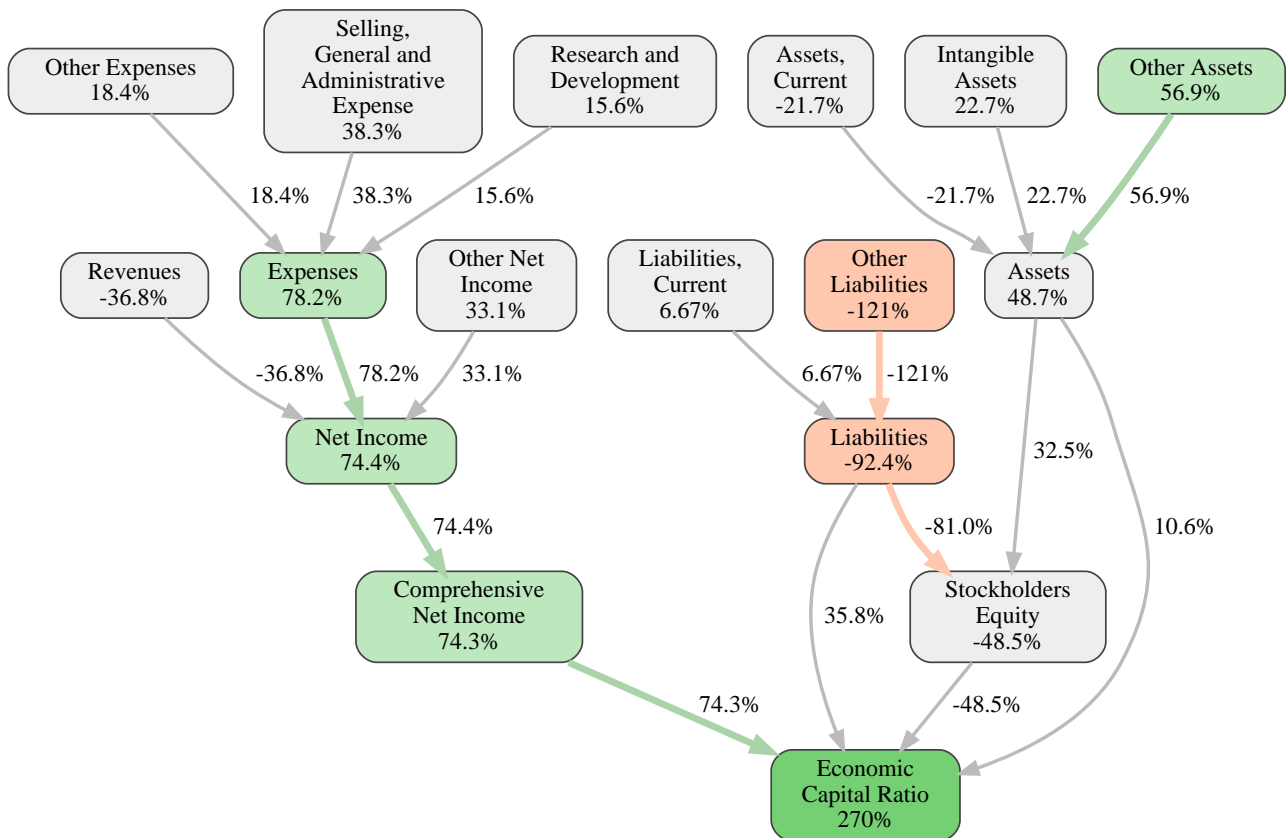 Other Expenses
18.4%
Selling,
General and
Administrative
Expense
38.3%
Research and
Development
15.6%
Assets,
Current
-21.7%
Intangible
Assets
22.7%
Other Assets
56.9%
18.4%
38.3%
15.6%
-21.7%
22.7%
56.9%
Revenues
-36.8%
Expenses
78.2%
Other Net
Income
33.1%
Liabilities,
Current
6.67%
Other
Liabilities
-121%
Assets
48.7%
-36.8%
78.2%
33.1%
6.67%
-121%
Net Income
74.4%
Liabilities
-92.4%
32.5%
74.4%
-81.0%
10.6%
Comprehensive
Net Income
74.3%
35.8%
Stockholders
Equity
-48.5%
74.3%
-48.5%
Economic
Capital Ratio
270%